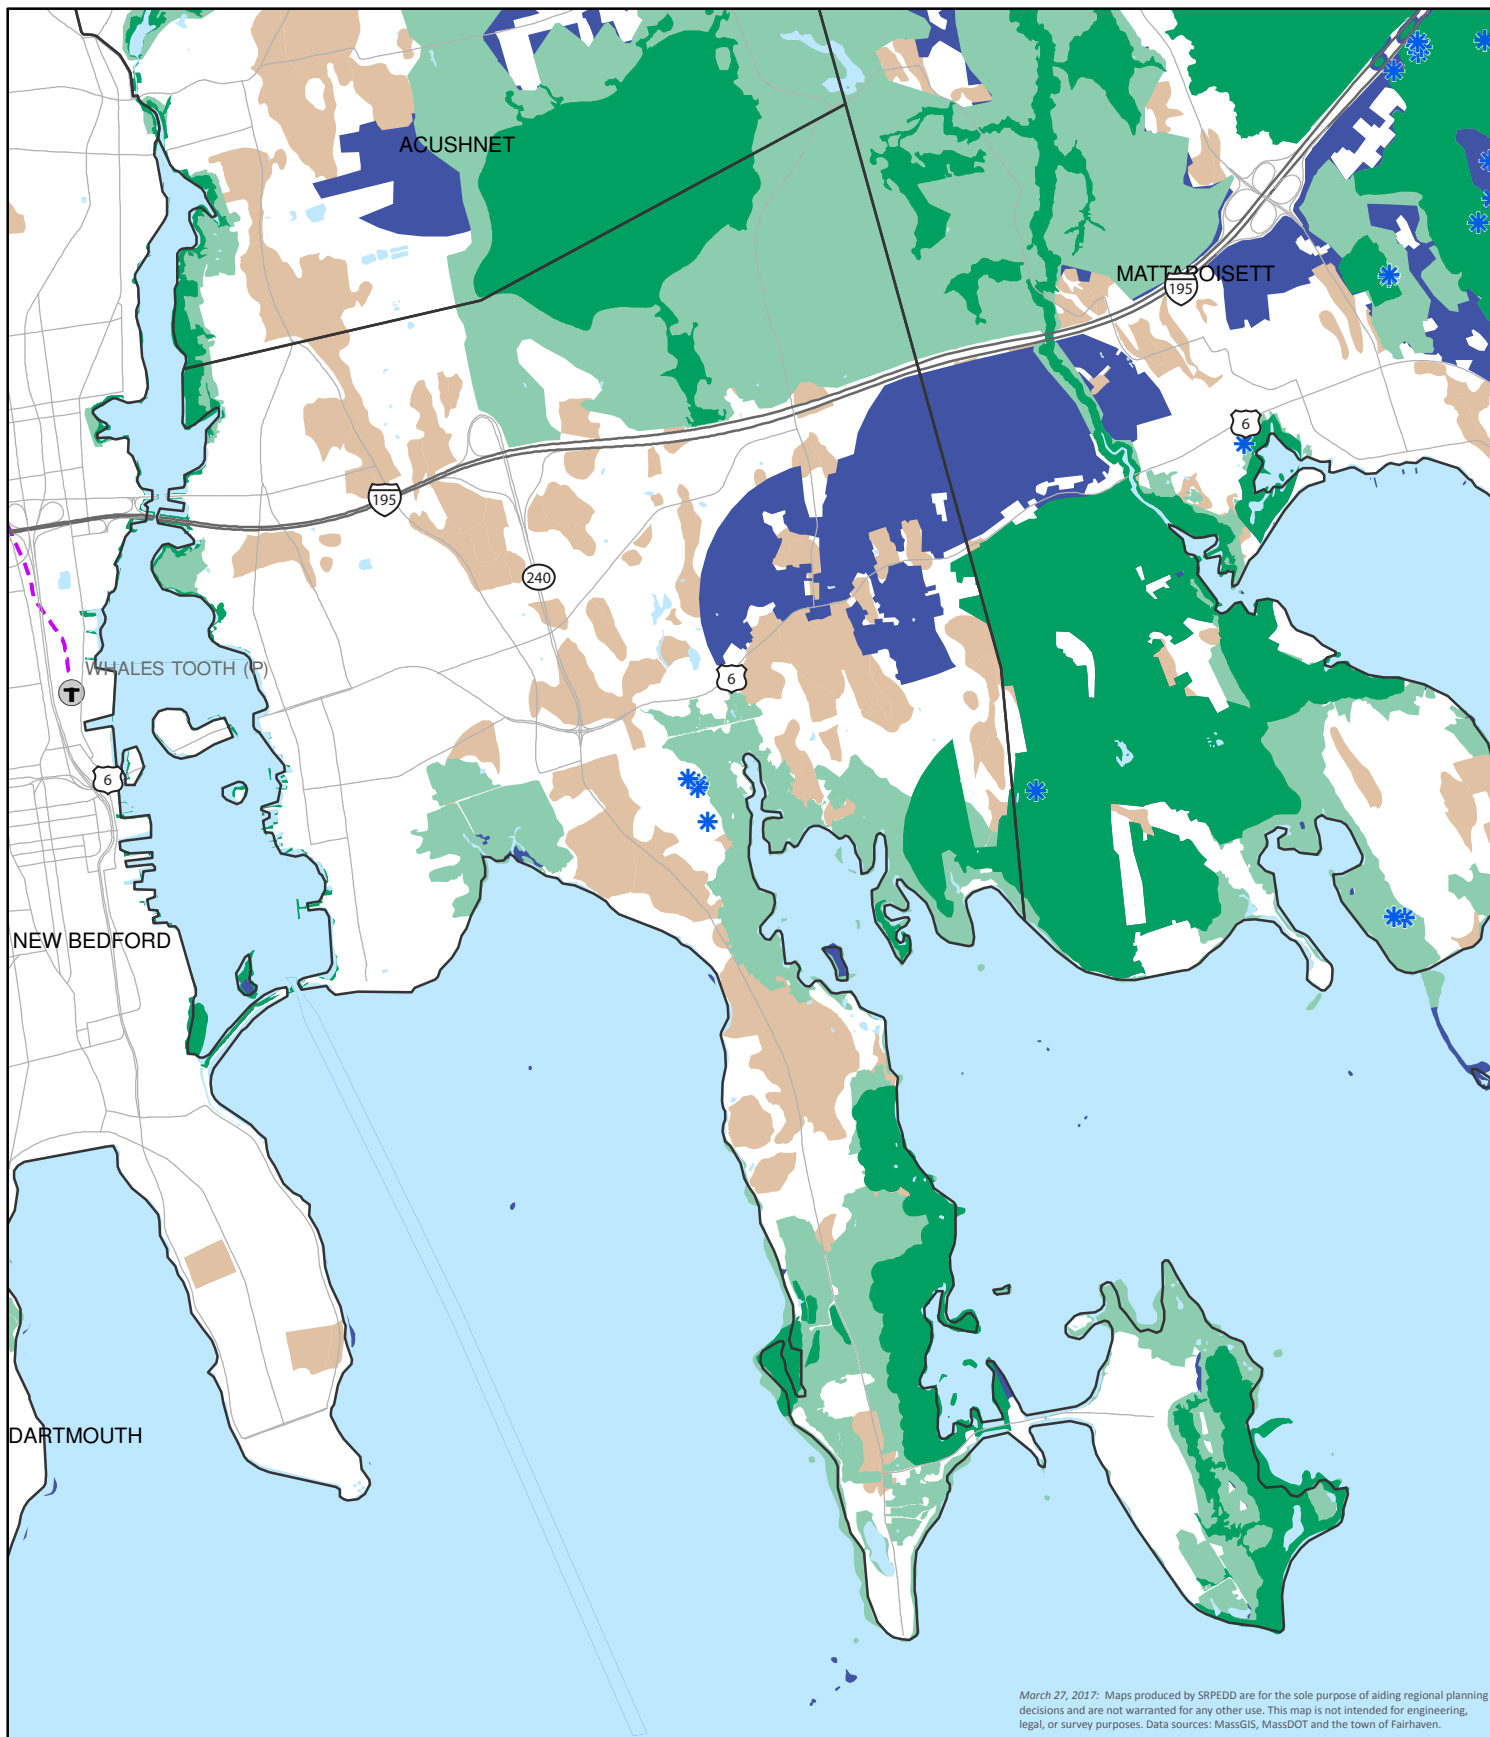 ACUSHNET
MATTAPOISETT
195
6
195
240
WHALES TOOTH (P)
T
6
6
NEW BEDFORD
DARTMOUTH
March 27, 2017: Maps produced by SRPEDD are for the sole purpose of aiding regional planning
decisions and are not warranted for any other use. This map is not intended for engineering,
legal, or survey purposes. Data sources: MassGIS, MassDOT and the town of Fairhaven.